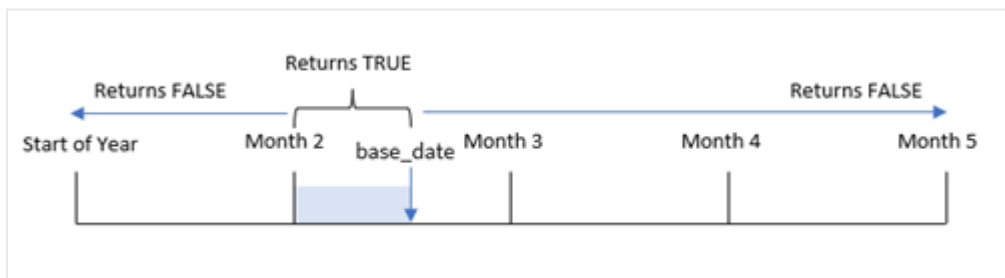 Returns TRUE
Returns FALSE
Returns FALSE
Start of Year
Month 2
base_date
Month 3
Month 4
Month 5